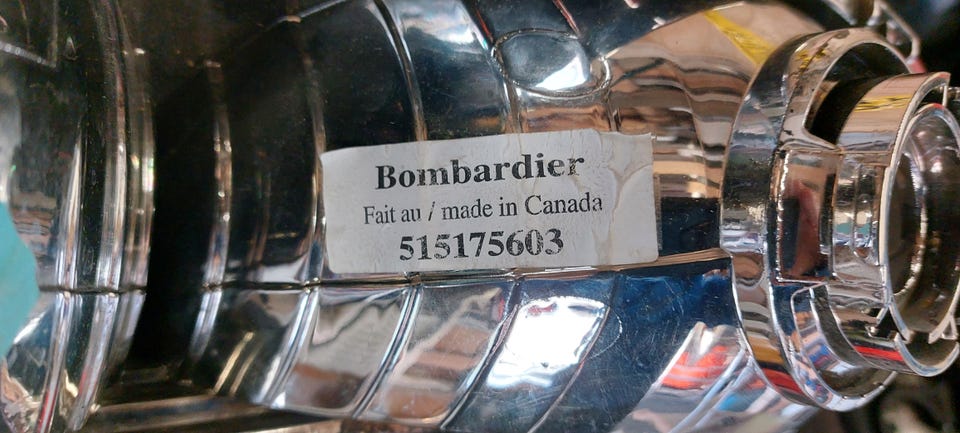 Bombardier
Fait au / made in Canada
515175603